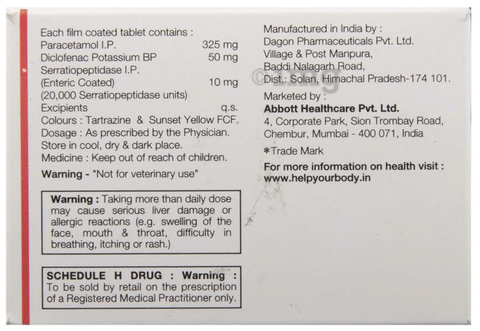 Each film coated tablet contains :
Paracetamol I.P. 325 mg
Diclofenac Potassium BP 50 mg
Serratiopeptidase I.P.
(Enteric Coated) 10 mg
(20,000 Serratiopeptidase units)
Excipients q.s.
Colours : Tartrazine & Sunset Yellow FCF.
Dosage : As prescribed by the Physician.
Store in cool, dry & dark place.
Medicine : Keep out of reach of children.
Warning - "Not for veterinary use"
Warning : Taking more than daily dose
may cause serious liver damage or
allergic reactions (e.g. swelling of the
face, mouth & throat, difficulty in
breathing, itching or rash.)
SCHEDULE H DRUG : Warning :
To be sold by retail on the prescription
of a Registered Medical Practitioner only.
Manufactured in India by :
Dagon Pharmaceuticals Pvt. Ltd.
Village & Post Manpura,
Baddi Nalagarh Road,
Dist.: Solan, Himachal Pradesh-174 101.
Marketed by :
Abbott Healthcare Pvt. Ltd.
4, Corporate Park, Sion Trombay Road,
Chembur, Mumbai - 400 071, India
*Trade Mark
For more information on health visit :
www.helpyourbody.in